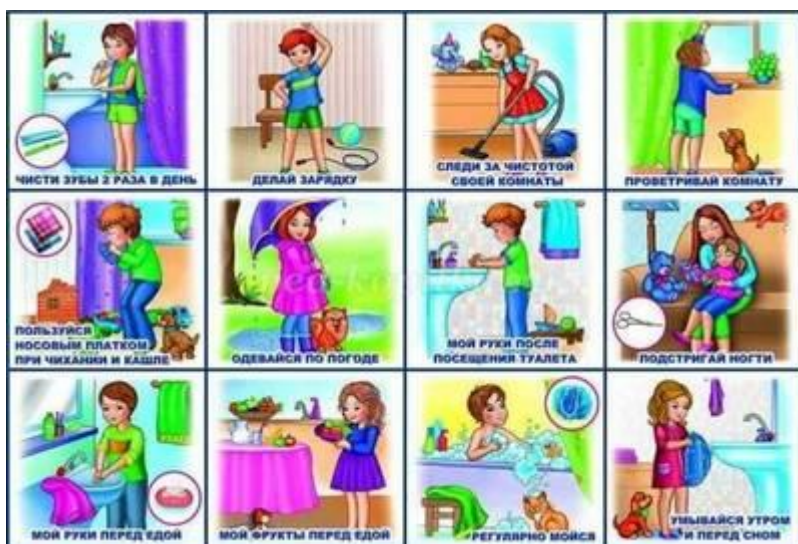 ЧИСТИ ЗУБЫ 2 РАЗА В ДЕНЬ
ДЕЛАЙ ЗАРЯДКУ
СЛЕДИ ЗА ЧИСТОТОЙ
СВОЕЙ КОМНАТЫ
ПРОВЕТРИВАЙ КОМНАТУ
ПОЛЬЗУЙСЯ
НОСОВЫМ ПЛАТКОМ
ПРИ ЧИХАНИИ И КАШЛЕ
ОДЕВАЙСЯ ПО ПОГОДЕ
МОЙ РУКИ ПОСЛЕ
ПОСЕЩЕНИЯ ТУАЛЕТА
ПОДСТРИГАЙ НОГТИ
МОЙ РУКИ ПЕРЕД ЕДОЙ
МОЙ ФРУКТЫ ПЕРЕД ЕДОЙ
РЕГУЛЯРНО МОЙСЯ
УМЫВАЙСЯ УТРОМ
И ПЕРЕД СНОМ